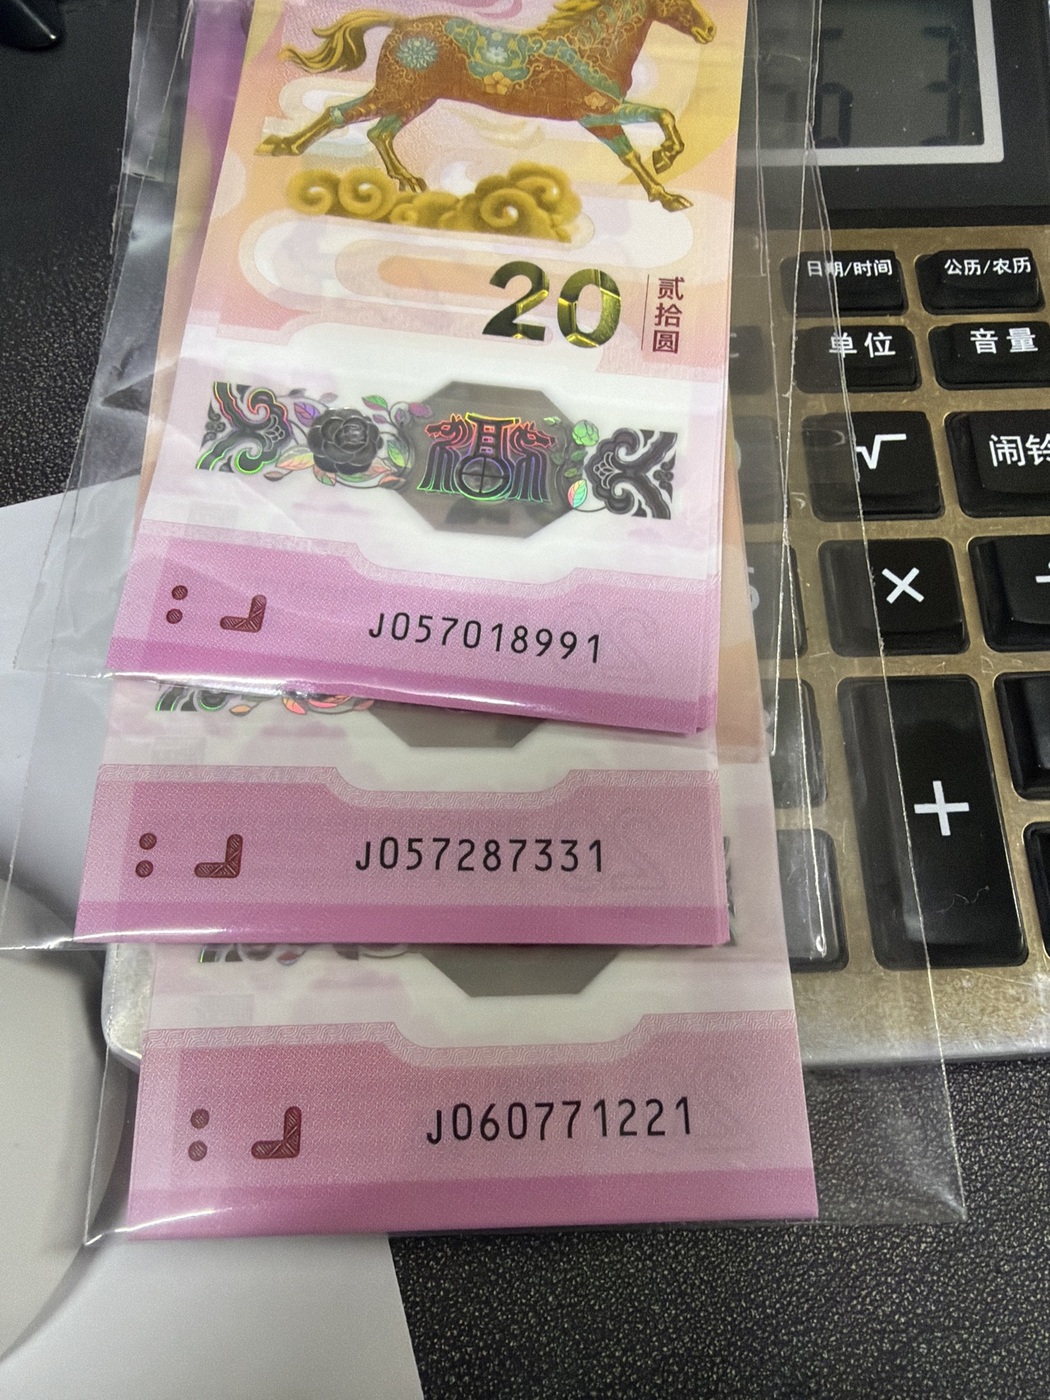 20
贰拾圆
J057018991
J057287331
J060771221
日期/时间
公历/农历
单位
音量
√
闹铃
×
+